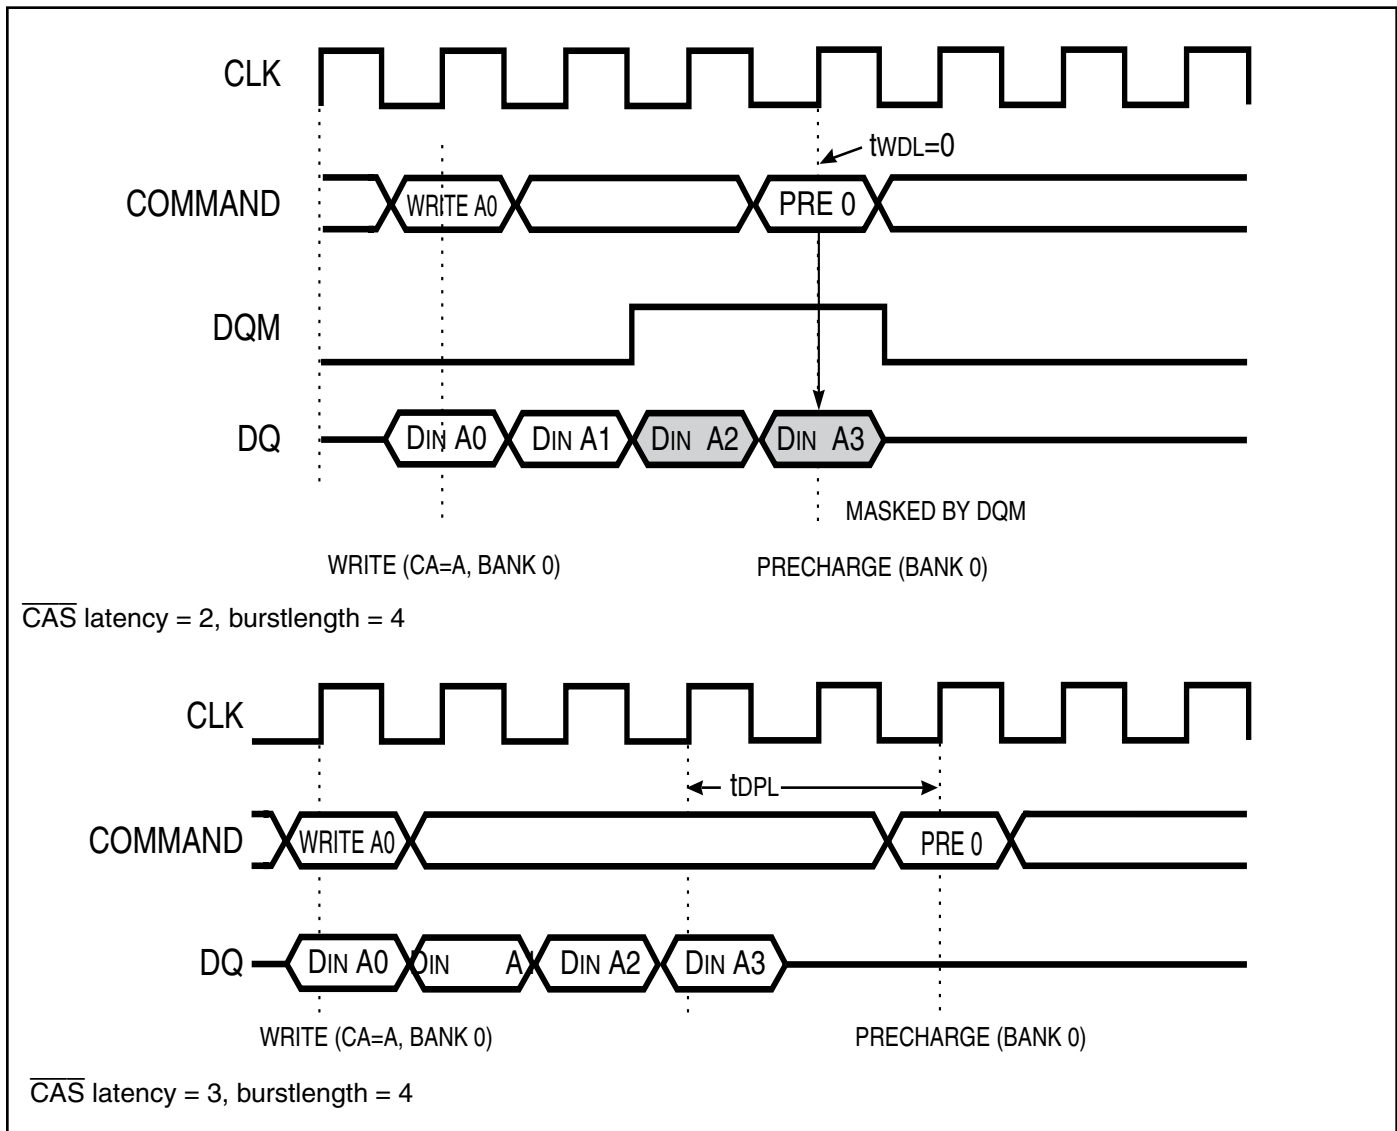 CLK
tWDL=0
COMMAND WRITE A0 PRE 0
DQM
DQ DIN A0 DIN A1 DIN A2 DIN A3
MASKED BY DQM
WRITE (CA=A, BANK 0) PRECHARGE (BANK 0)
CAS latency = 2, burstlength = 4
CLK
tDPL
COMMAND WRITE A0 PRE 0
DQ DIN A0 DIN A DIN A2 DIN A3
WRITE (CA=A, BANK 0) PRECHARGE (BANK 0)
CAS latency = 3, burstlength = 4